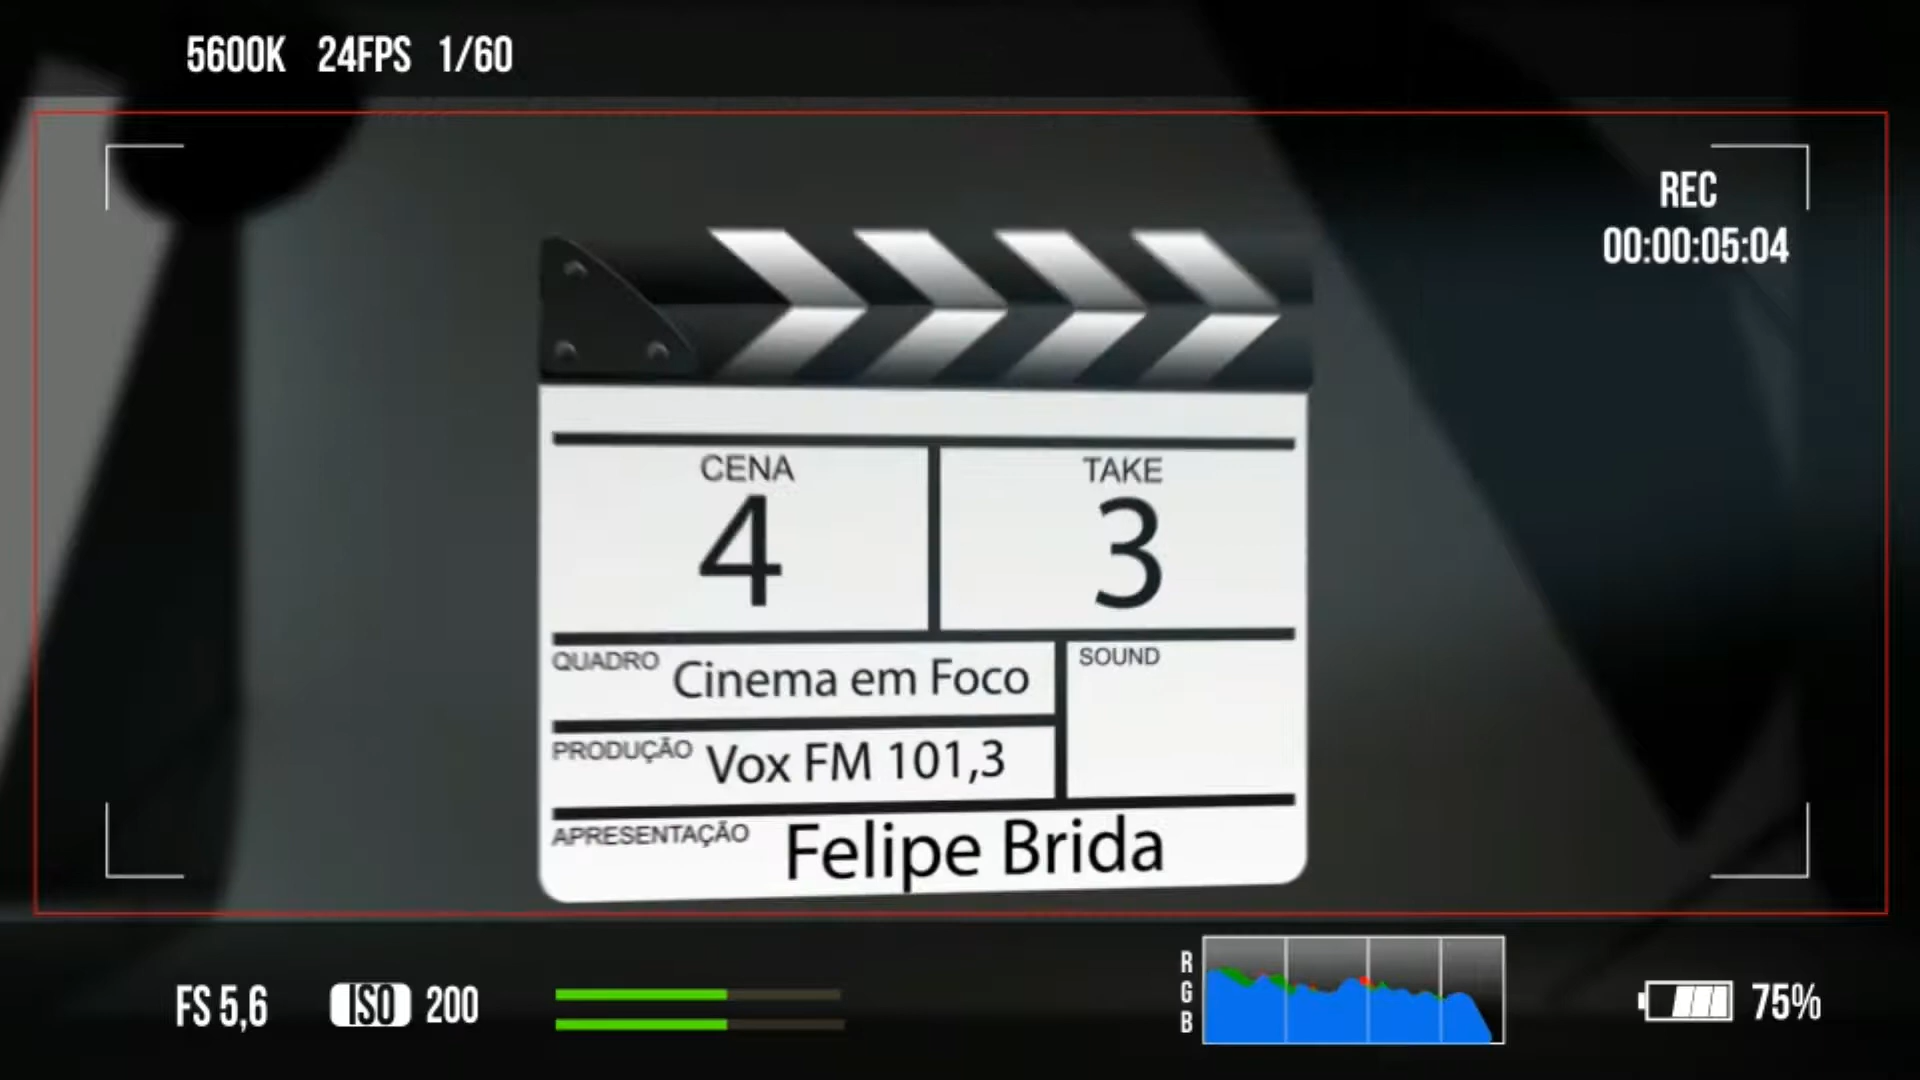 5600K 24FPS 1/60
REC
00:00:05:04
CENA
4
TAKE
3
QUADRO Cinema em Foco
SOUND
PRODUÇÃO Vox FM 101,3
APRESENTAÇÃO Felipe Brida
FS 5,6 ISO 200
R
G
B
75%